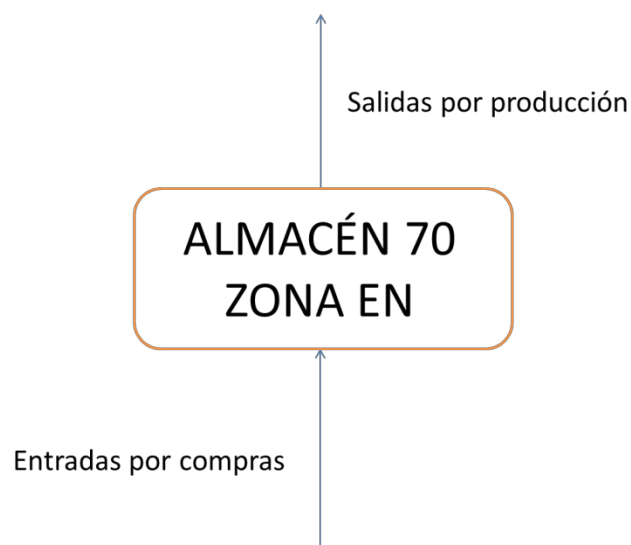 Salidas por producción
ALMACÉN 70
ZONA EN
Entradas por compras